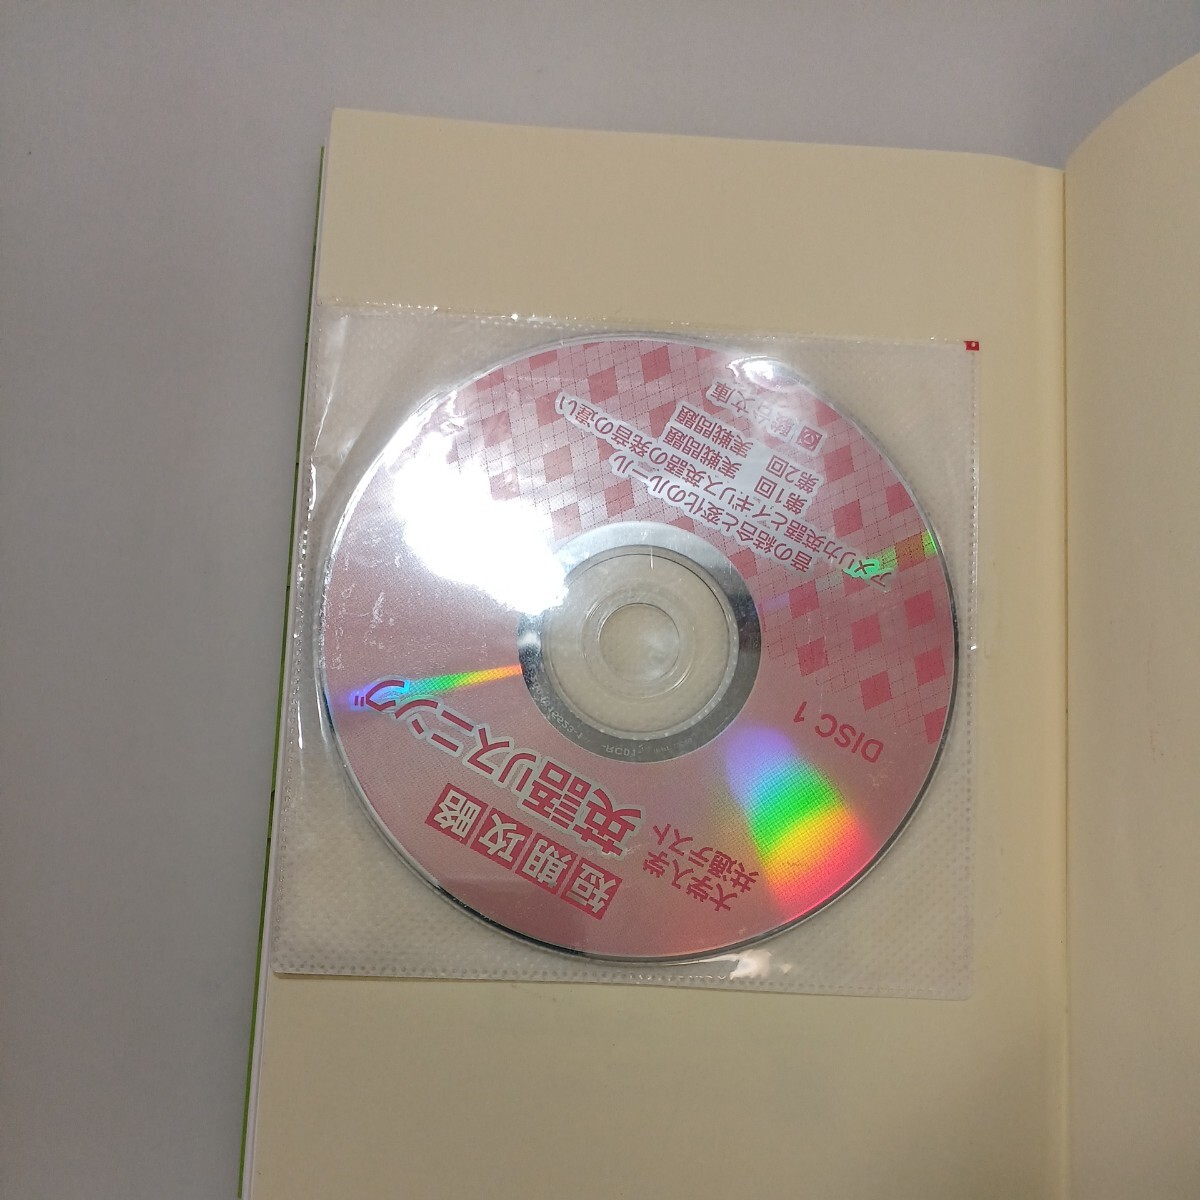 大学入学
共通テスト
短期攻略
英語リスニング
DISC 1
音の結合と変化のルール
アメリカ英語とイギリス英語の発音の違い
第1回 実戦問題
第2回 実戦問題
駿台文庫